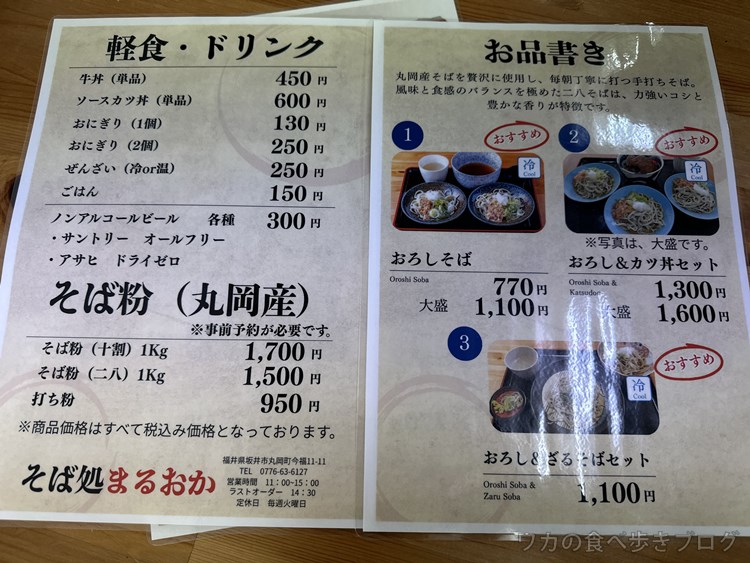 軽食・ドリンク
牛丼（単品） 450円
ソースカツ丼（単品） 600円
おにぎり（1個） 130円
おにぎり（2個） 250円
ぜんざい（冷or温） 250円
ごはん 150円
ノンアルコールビール 各種 300円
・サントリー オールフリー
・アサヒ ドライゼロ
そば粉（丸岡産）
※事前予約が必要です。
そば粉（十割）1Kg 1,700円
そば粉（二八）1Kg 1,500円
打ち粉 950円
※商品価格はすべて税込み価格となっております。
そば処まるおか
福井県坂井市丸岡町今福11-11
TEL 0776-63-6127
営業時間 11：00~15：00
ラストオーダー 14：30
定休日 毎週火曜日
お品書き
丸岡産そばを贅沢に使用し、毎朝丁寧に打つ手打ちそば。
風味と食感のバランスを極めた二八そばは、力強いコシと
豊かな香りが特徴です。
1 おすすめ
冷
Cool
おろしそば
Oroshi Soba
770円
大盛 1,100円
2 おすすめ
冷
Cool
※写真は、大盛です。
おろし＆カツ丼セット
Oroshi Soba &
Katsudon
1,300円
大盛 1,600円
3 おすすめ
冷
Cool
おろし＆ざるそばセット
Oroshi Soba &
Zaru Soba
1,100円
ウカの食べ歩きブログ